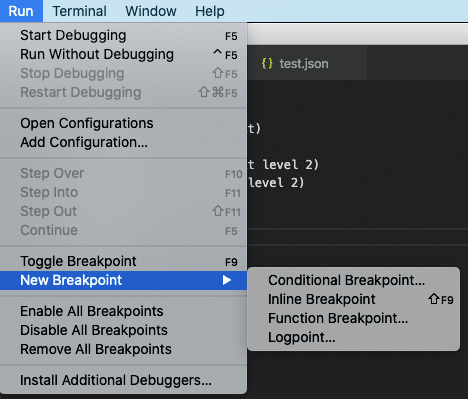 Run Terminal Window Help
Start Debugging F5
Run Without Debugging ^F5
Stop Debugging ⇧F5
Restart Debugging ⇧⌘F5
Open Configurations
Add Configuration...
Step Over F10
Step Into F11
Step Out ⇧F11
Continue F5
Toggle Breakpoint F9
New Breakpoint ▶
Enable All Breakpoints
Disable All Breakpoints
Remove All Breakpoints
Install Additional Debuggers...
{} test.json
t)
t level 2)
level 2)
Conditional Breakpoint...
Inline Breakpoint ⇧F9
Function Breakpoint...
Logpoint...